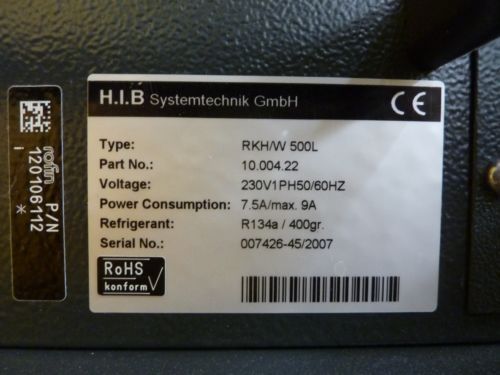 H.I.B Systemtechnik GmbH
CE
Type: RKH/W 500L
Part No.: 10.004.22
Voltage: 230V1PH50/60HZ
Power Consumption: 7.5A/max. 9A
Refrigerant: R134a / 400gr.
Serial No.: 007426-45/2007
RoHS
konform
rofin
P/N
120106112